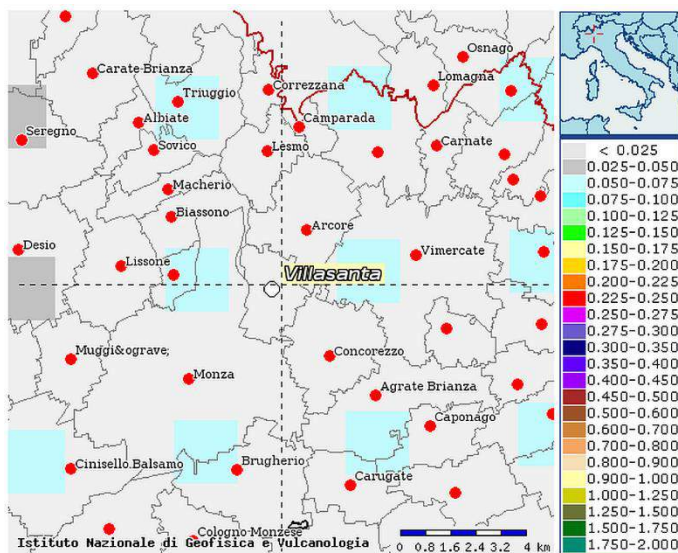 Osnago
Carate Brianza
Lomagna
Correzzana
Triuggio
Albiate
Camparada
Seregno
Sovico
Lesmo
Carnate
Macherio
Biassono
Arcore
Desio
Vimercate
Lissone
Villasanta
Muggi&ograve;
Concorezzo
Monza
Agrate Brianza
Caponago
Cinisello Balsamo
Brugherio
Carugate
Cologno Monzese
Istituto Nazionale di Geofisica e Vulcanologia
0 0.8 1.6 2.4 3.2 4 km
< 0.025
0.025-0.050
0.050-0.075
0.075-0.100
0.100-0.125
0.125-0.150
0.150-0.175
0.175-0.200
0.200-0.225
0.225-0.250
0.250-0.275
0.275-0.300
0.300-0.350
0.350-0.400
0.400-0.450
0.450-0.500
0.500-0.600
0.600-0.700
0.700-0.800
0.800-0.900
0.900-1.000
1.000-1.250
1.250-1.500
1.500-1.750
1.750-2.000